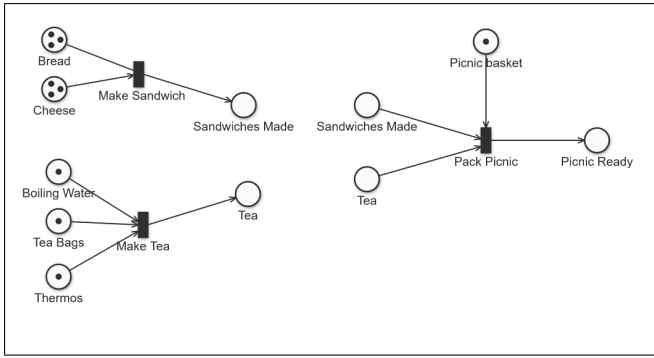 Bread
Cheese
Make Sandwich
Sandwiches Made
Boiling Water
Tea Bags
Thermos
Make Tea
Tea
Picnic basket
Sandwiches Made
Tea
Pack Picnic
Picnic Ready